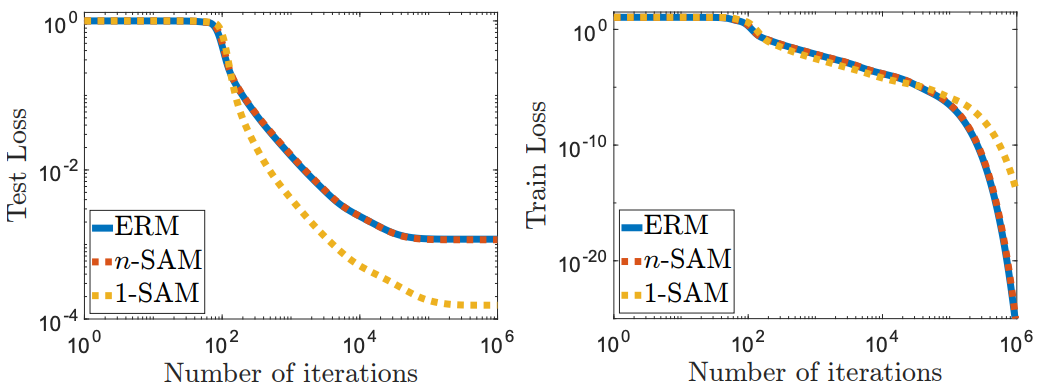 Test Loss
10^0
10^-2
10^-4
ERM
n-SAM
1-SAM
10^0
10^2
10^4
10^6
Number of iterations
Train Loss
10^0
10^-10
10^-20
ERM
n-SAM
1-SAM
10^0
10^2
10^4
10^6
Number of iterations